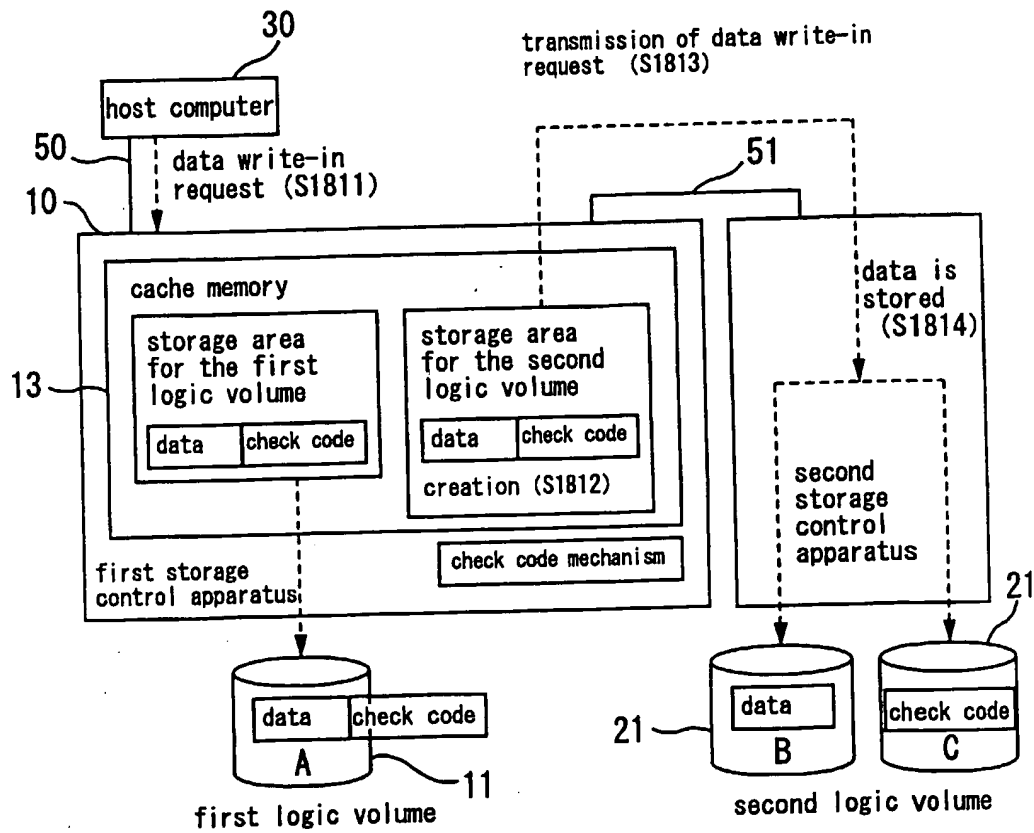 30
transmission of data write-in
request (S1813)
host computer
50
data write-in
request (S1811)
51
10
cache memory
data is
stored
(S1814)
storage area
for the first
logic volume
storage area
for the second
logic volume
13
data
check code
data
check code
creation (S1812)
second
storage
control
apparatus
check code mechanism
first storage
control apparatus
21
data
check code
A
11
data
B
21
check code
C
first logic volume
second logic volume